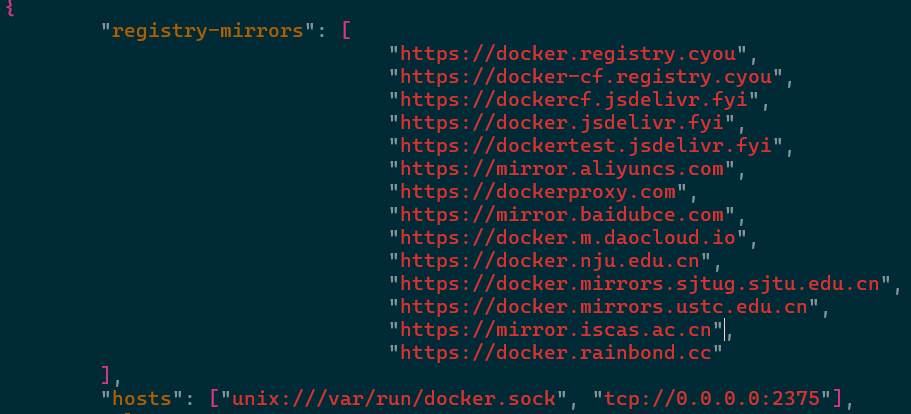 {
"registry-mirrors": [
"https://docker.registry.cyou",
"https://docker-cf.registry.cyou",
"https://dockercf.jsdelivr.fyi",
"https://docker.jsdelivr.fyi",
"https://dockertest.jsdelivr.fyi",
"https://mirror.aliyuncs.com",
"https://dockerproxy.com",
"https://mirror.baidubce.com",
"https://docker.m.daocloud.io",
"https://docker.nju.edu.cn",
"https://docker.mirrors.sjtug.sjtu.edu.cn",
"https://docker.mirrors.ustc.edu.cn",
"https://mirror.iscas.ac.cn",
"https://docker.rainbond.cc"
],
"hosts": ["unix:///var/run/docker.sock", "tcp://0.0.0.0:2375"],